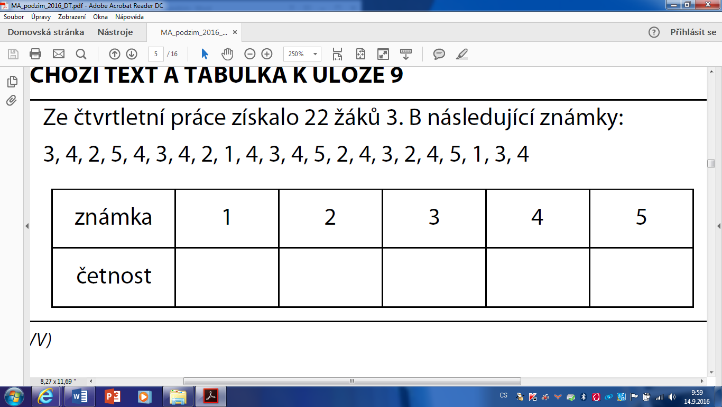 MA_podzim_2016_DT.pdf - Adobe Acrobat Reader DC
Soubor Úpravy Zobrazení Okna Nápověda
Domovská stránka Nástroje MA_podzim_2016_... × Přihlásit se
5 / 16 250%
CHOZÍ TEXT A TABULKA K ÚLOZE 9
Ze čtvrtletní práce získalo 22 žáků 3. B následující známky:
3, 4, 2, 5, 4, 3, 4, 2, 1, 4, 3, 4, 5, 2, 4, 3, 2, 4, 5, 1, 3, 4
známka 1 2 3 4 5
četnost
/V)
8,27 x 11,69 "
CS 9:59
14.9.2016